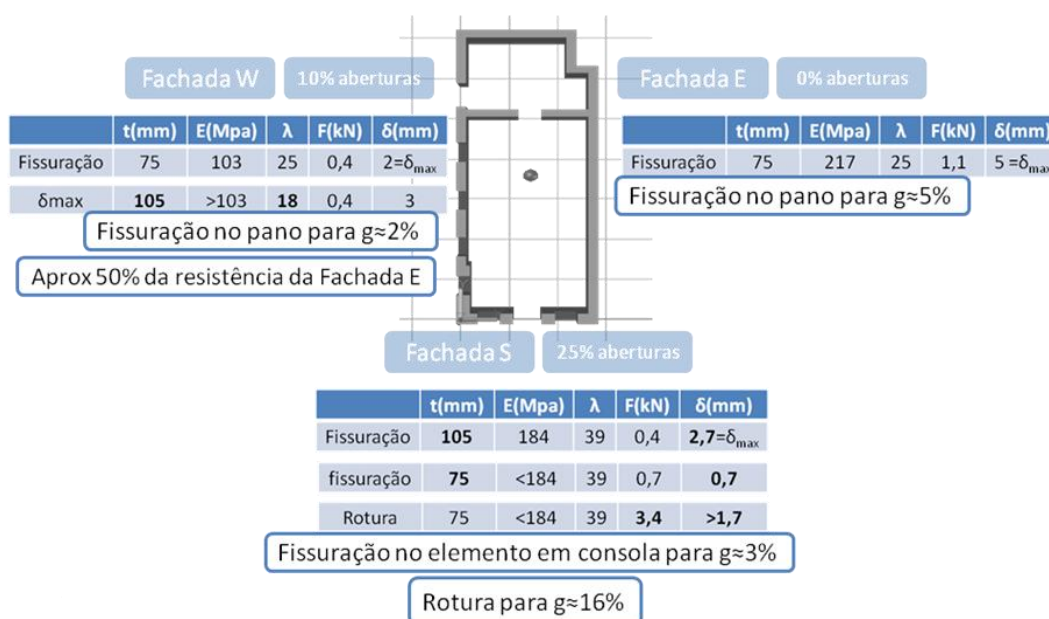 Fachada W 10% aberturas
t(mm) E(Mpa) λ F(kN) δ(mm)
Fissuração 75 103 25 0,4 2=δmax
δmax 105 >103 18 0,4 3
Fissuração no pano para g≈2%
Aprox 50% da resistência da Fachada E
Fachada E 0% aberturas
t(mm) E(Mpa) λ F(kN) δ(mm)
Fissuração 75 217 25 1,1 5 =δmax
Fissuração no pano para g≈5%
Fachada S 25% aberturas
t(mm) E(Mpa) λ F(kN) δ(mm)
Fissuração 105 184 39 0,4 2,7=δmax
fissuração 75 <184 39 0,7 0,7
Rotura 75 <184 39 3,4 >1,7
Fissuração no elemento em consola para g≈3%
Rotura para g≈16%